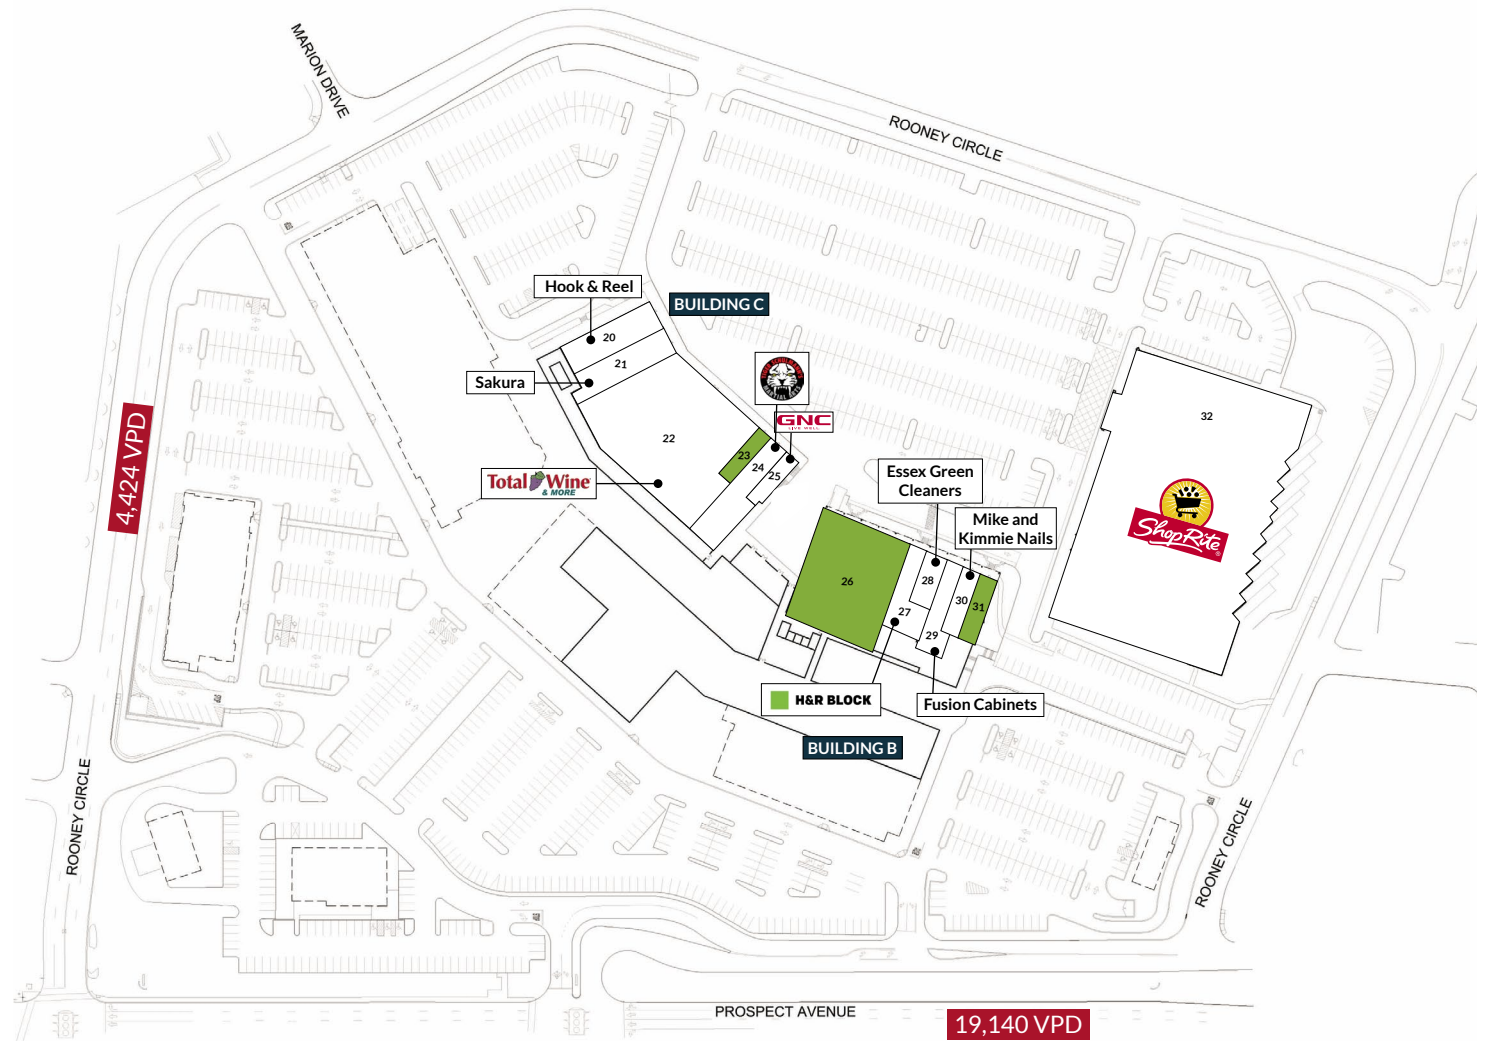 MARION DRIVE
ROONEY CIRCLE
Hook & Reel
BUILDING C
20
21
Sakura
GNC
LIVE WELL
32
4,424 VPD
22
23
24
25
Total Wine
& MORE
Essex Green
Cleaners
Mike and
Kimmie Nails
ShopRite
26
28
30
31
27
29
H&R BLOCK
Fusion Cabinets
BUILDING B
ROONEY CIRCLE
ROONEY CIRCLE
PROSPECT AVENUE
19,140 VPD